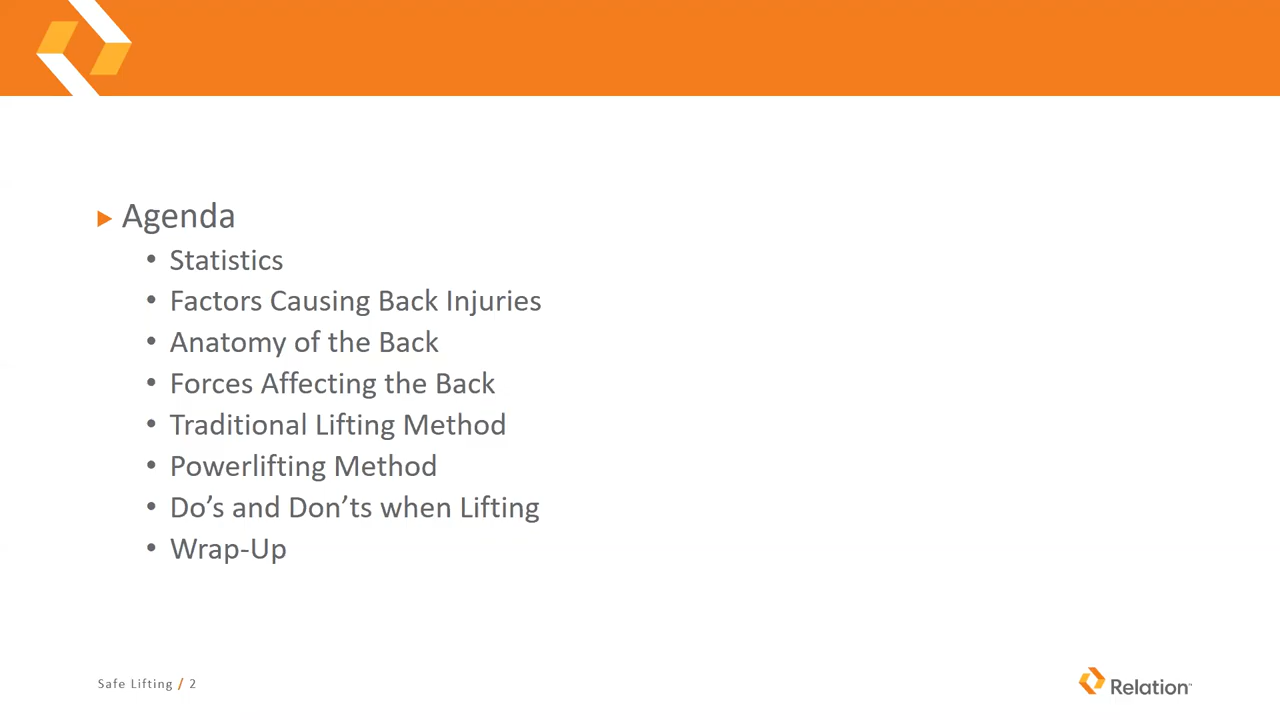 Agenda
• Statistics
• Factors Causing Back Injuries
• Anatomy of the Back
• Forces Affecting the Back
• Traditional Lifting Method
• Powerlifting Method
• Do’s and Don’ts when Lifting
• Wrap-Up
Safe Lifting / 2
Relation™